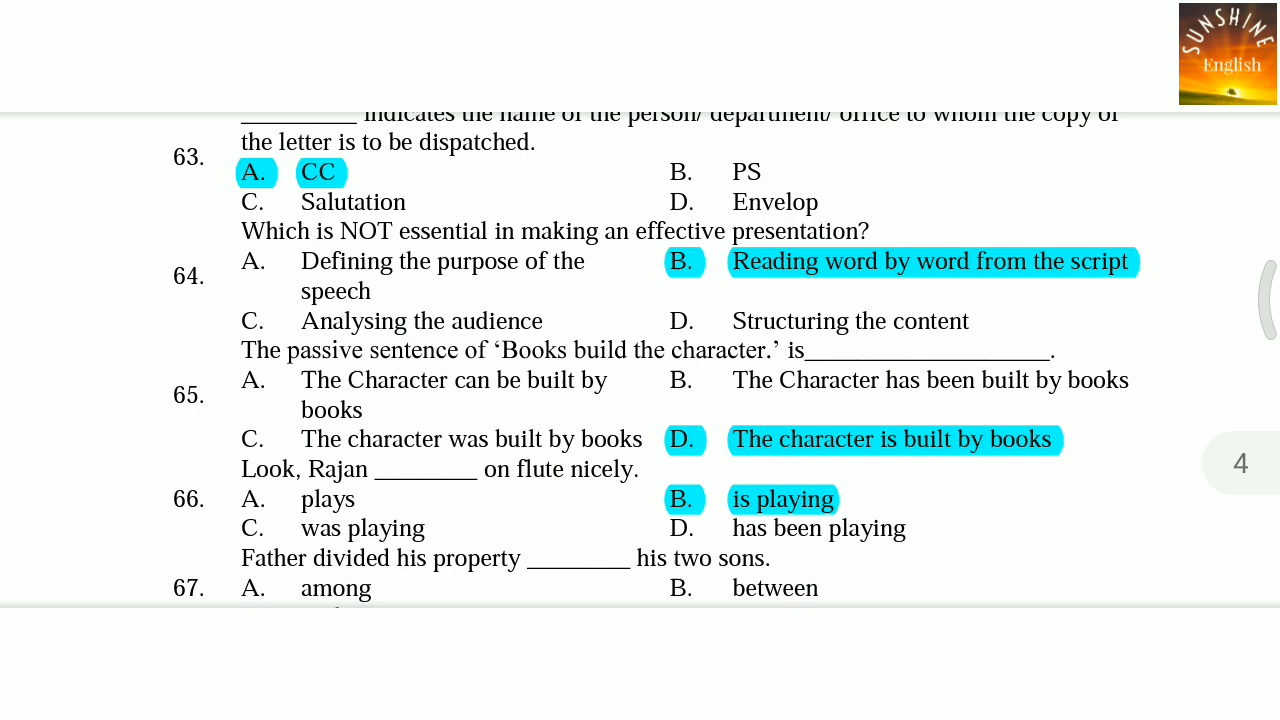 SUNSHINE
English
_________ indicates the name of the person/ department/ office to whom the copy of
the letter is to be dispatched.
63.
A. CC B. PS
C. Salutation D. Envelop
Which is NOT essential in making an effective presentation?
64.
A. Defining the purpose of the speech B. Reading word by word from the script
C. Analysing the audience D. Structuring the content
The passive sentence of ‘Books build the character.’ is___________________.
65.
A. The Character can be built by books B. The Character has been built by books
C. The character was built by books D. The character is built by books
Look, Rajan ________ on flute nicely.
66. A. plays B. is playing
C. was playing D. has been playing
Father divided his property ________ his two sons.
67. A. among B. between
4